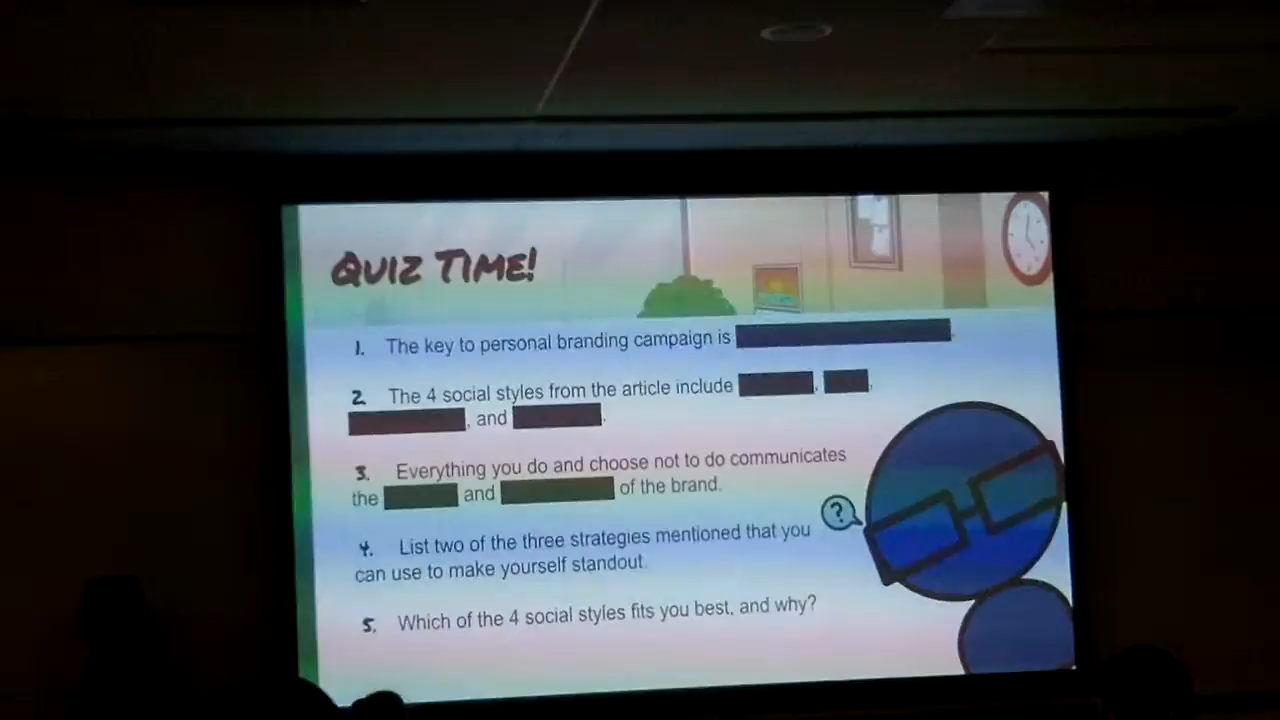 QUIZ TIME!
1. The key to personal branding campaign is
2. The 4 social styles from the article include , ,
, and .
3. Everything you do and choose not to do communicates
the and of the brand.
?
4. List two of the three strategies mentioned that you
can use to make yourself standout.
5. Which of the 4 social styles fits you best, and why?